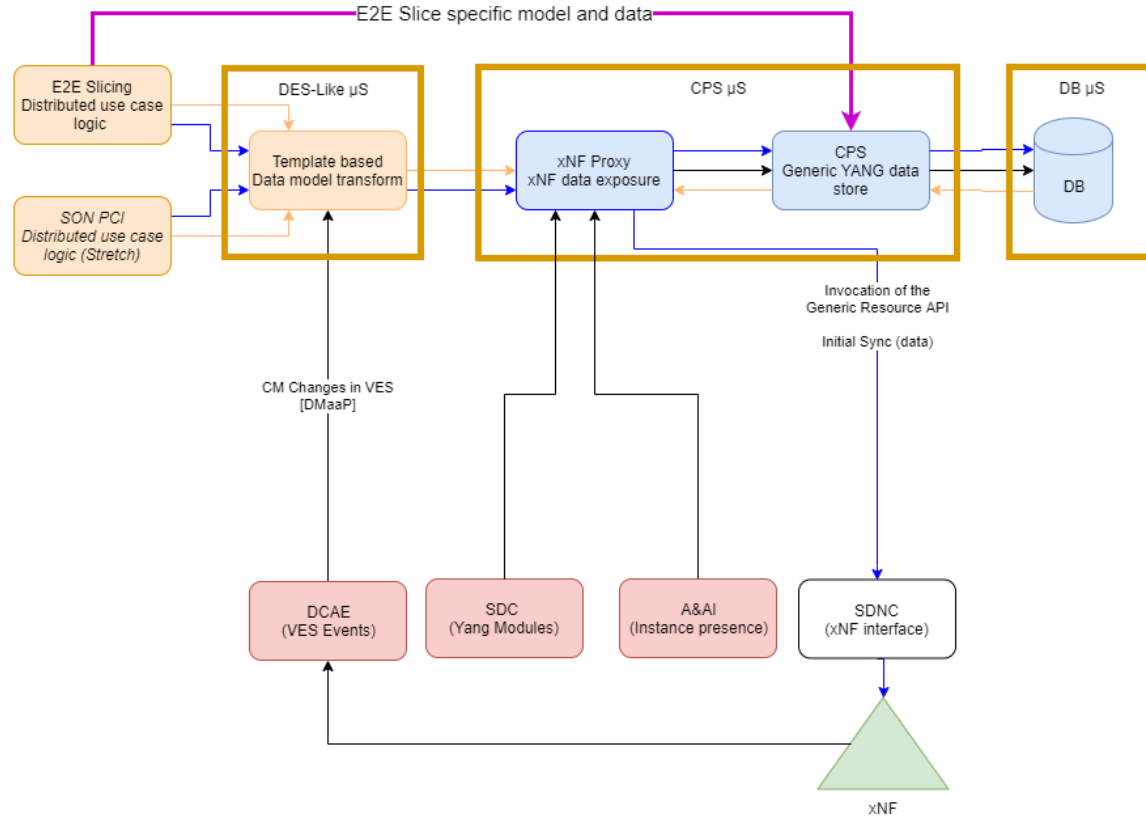 E2E Slice specific model and data
E2E Slicing
Distributed use case
logic
DES-Like µS
CPS µS
DB µS
Template based
Data model transform
xNF Proxy
xNF data exposure
CPS
Generic YANG data
store
DB
SON PCI
Distributed use case
logic (Stretch)
Invocation of the
Generic Resource API
Initial Sync (data)
CM Changes in VES
[DMaaP]
DCAE
(VES Events)
SDC
(Yang Modules)
A&AI
(Instance presence)
SDNC
(xNF interface)
xNF